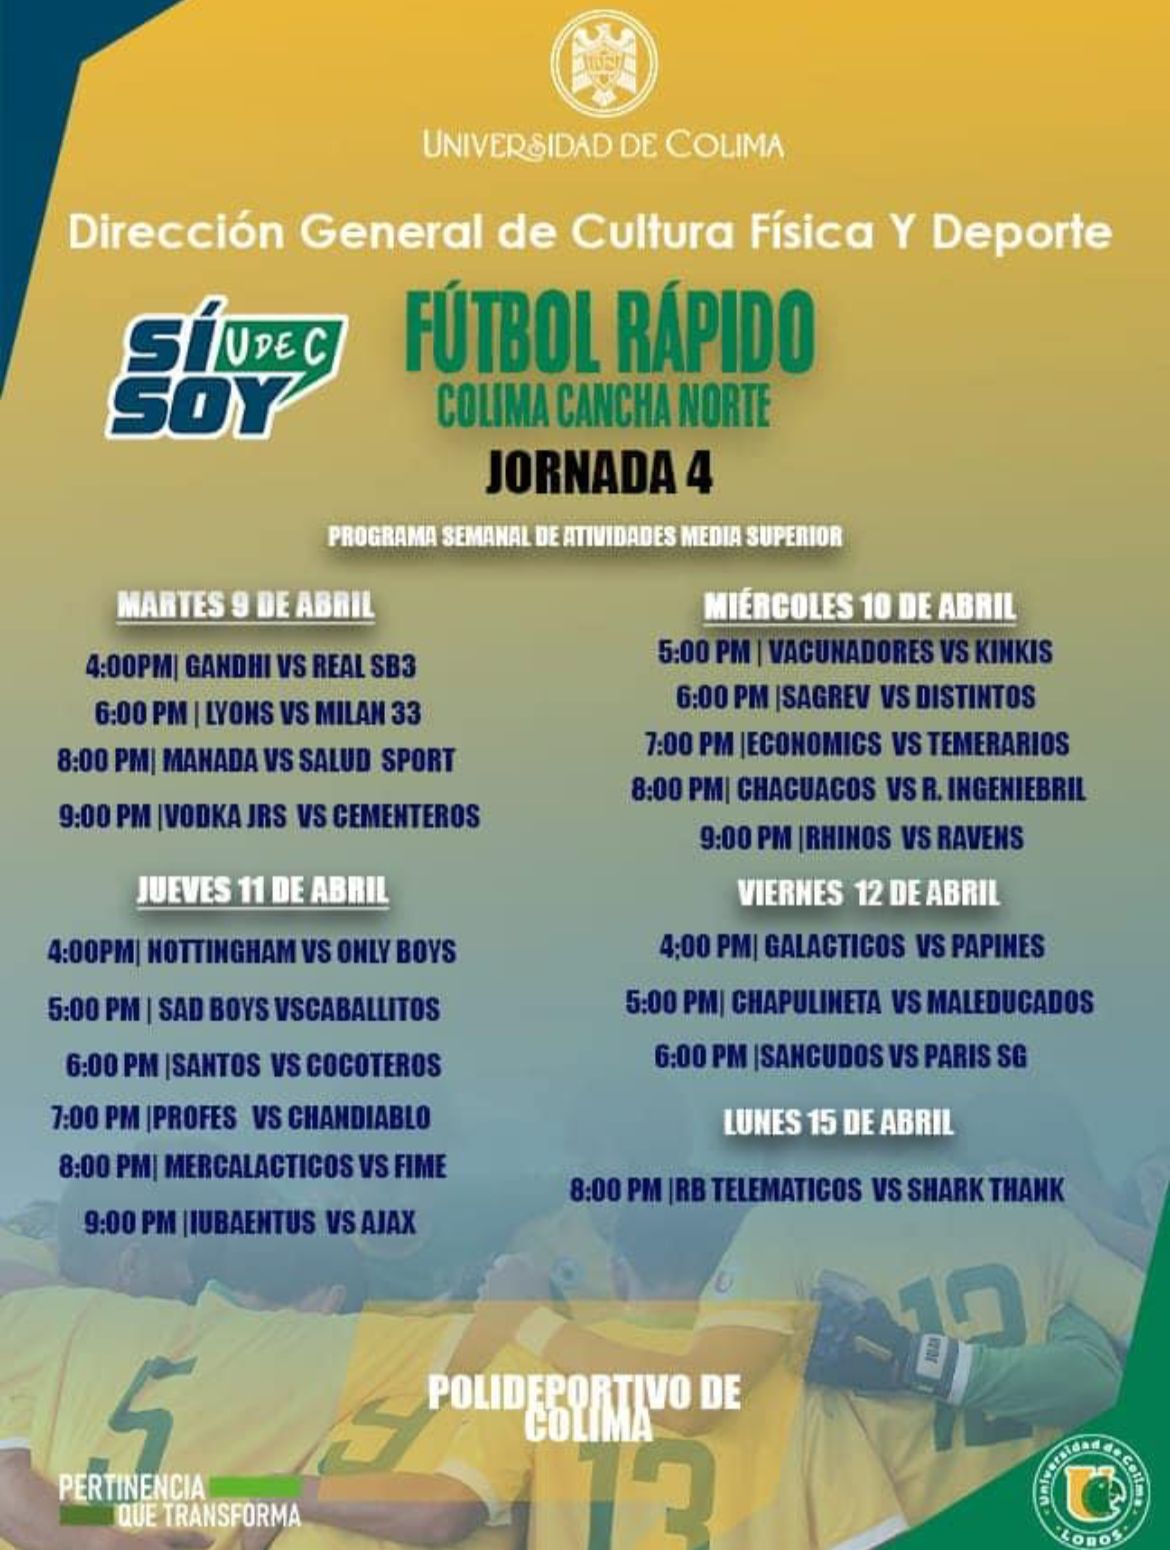 UNIVERSIDAD DE COLIMA
Dirección General de Cultura Física Y Deporte
SÍ UDEC
SOY
FÚTBOL RÁPIDO
COLIMA CANCHA NORTE
JORNADA 4
PROGRAMA SEMANAL DE ATIVIDADES MEDIA SUPERIOR
MARTES 9 DE ABRIL
4:00PM| GANDHI VS REAL SB3
6:00 PM | LYONS VS MILAN 33
8:00 PM| MANADA VS SALUD SPORT
9:00 PM |VODKA JRS VS CEMENTEROS
MIÉRCOLES 10 DE ABRIL
5:00 PM | VACUNADORES VS KINKIS
6:00 PM |SAGREV VS DISTINTOS
7:00 PM |ECONOMICS VS TEMERARIOS
8:00 PM| CHACUACOS VS R. INGENIEBRIL
9:00 PM |RHINOS VS RAVENS
JUEVES 11 DE ABRIL
4:00PM| NOTTINGHAM VS ONLY BOYS
5:00 PM | SAD BOYS VSCABALLITOS
6:00 PM |SANTOS VS COCOTEROS
7:00 PM |PROFES VS CHANDIABLO
8:00 PM| MERCALACTICOS VS FIME
9:00 PM |IUBAENTUS VS AJAX
VIERNES 12 DE ABRIL
4;00 PM| GALACTICOS VS PAPINES
5:00 PM| CHAPULINETA VS MALEDUCADOS
6:00 PM |SANCUDOS VS PARIS SG
LUNES 15 DE ABRIL
8:00 PM |RB TELEMATICOS VS SHARK THANK
5
9
13
12
POLIDEPORTIVO DE
COLIMA
PERTINENCIA
QUE TRANSFORMA
Universidad de Colima
LOBOS